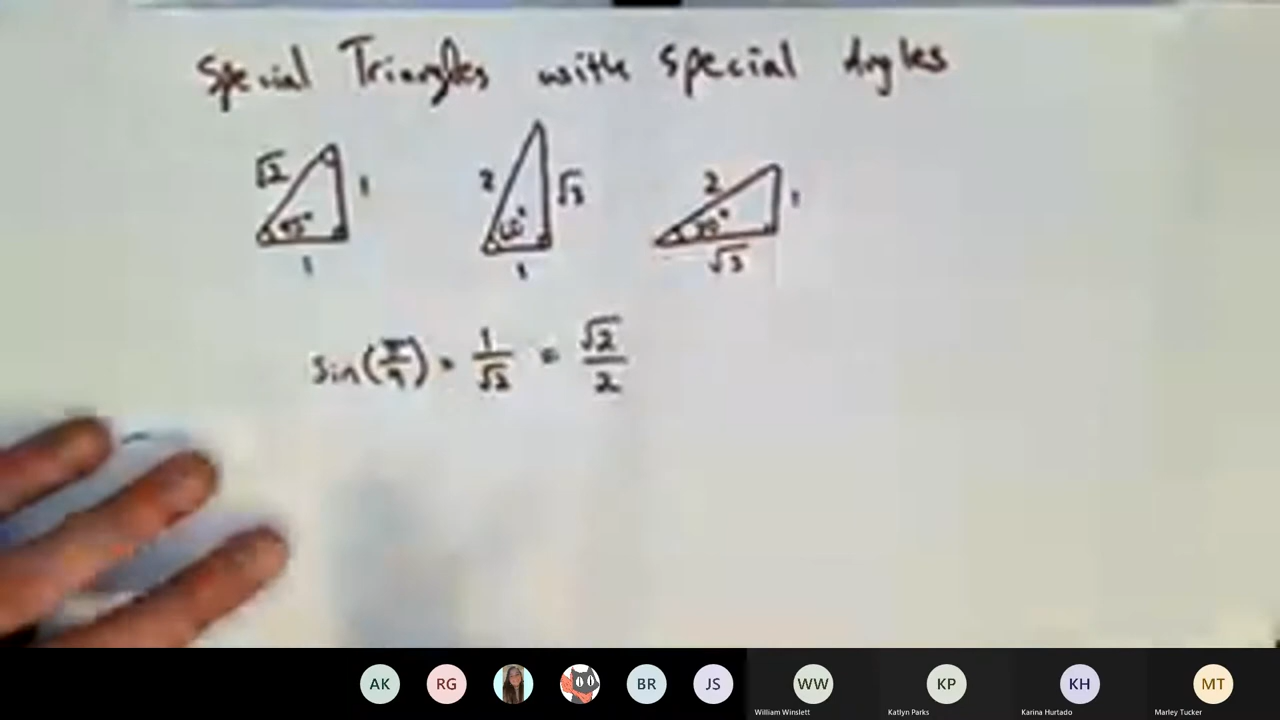 Special Triangles with special Angles
√2 1 45° 1
2 √3 60° 1
2 1 30° √3
sin(π/4) = 1/√2 = √2/2
AK RG BR JS WW KP KH MT
William Winslett Katlyn Parks Karina Hurtado Marley Tucker